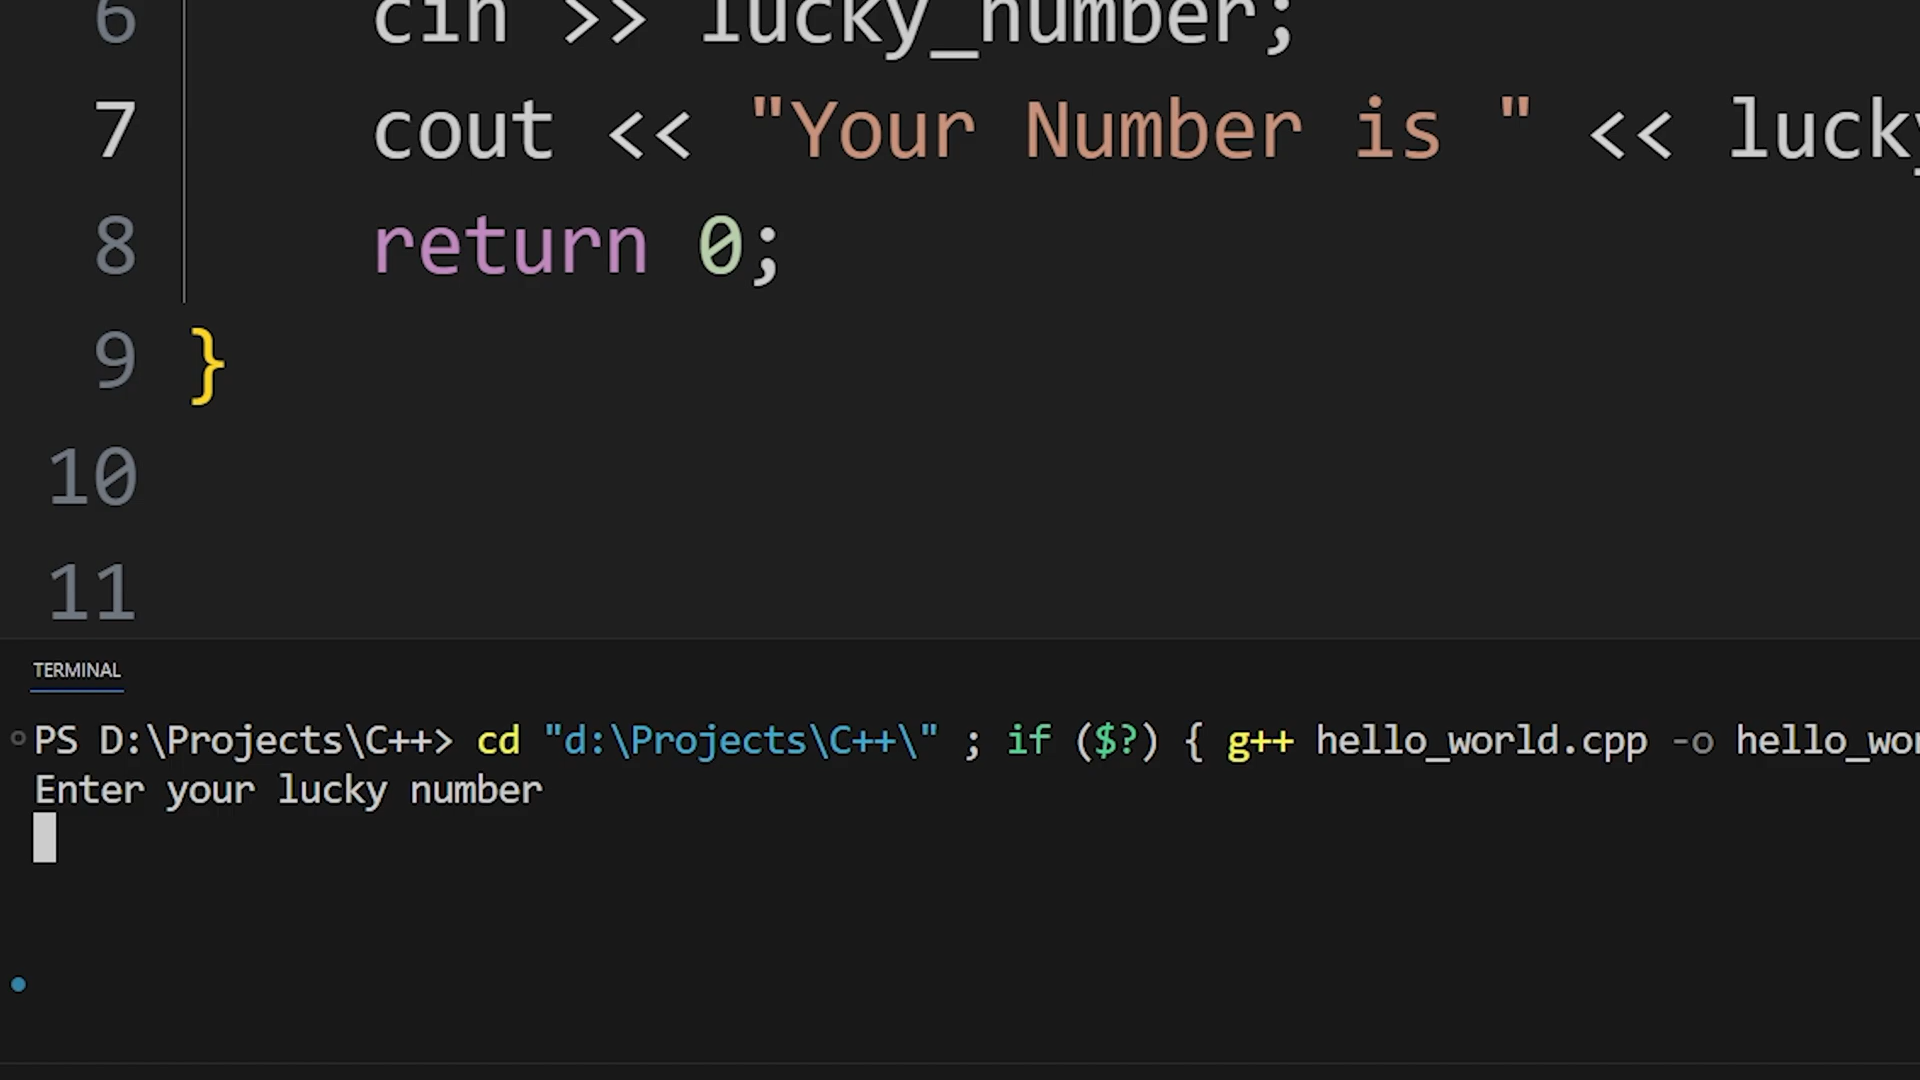 6 cin >> lucky_number;
7 cout << "Your Number is " << lucky
8 return 0;
9 }
10
11
TERMINAL
PS D:\Projects\C++> cd "d:\Projects\C++\" ; if ($?) { g++ hello_world.cpp -o hello_wor
Enter your lucky number